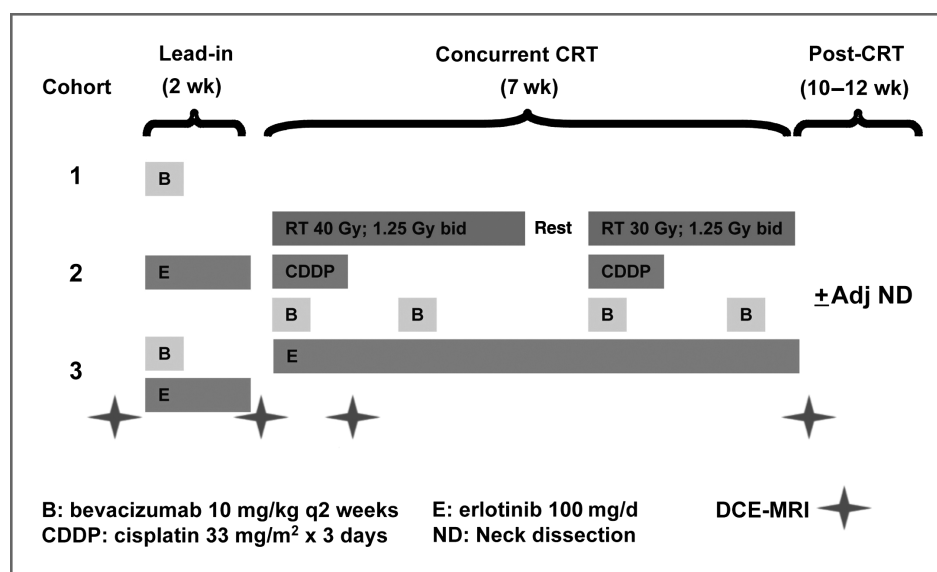 Lead-in
(2 wk)
Concurrent CRT
(7 wk)
Post-CRT
(10–12 wk)
Cohort
1
B
RT 40 Gy; 1.25 Gy bid
Rest
RT 30 Gy; 1.25 Gy bid
2
E
CDDP
CDDP
±Adj ND
B
B
B
B
3
B
E
E
B: bevacizumab 10 mg/kg q2 weeks
CDDP: cisplatin 33 mg/m² x 3 days
E: erlotinib 100 mg/d
ND: Neck dissection
DCE-MRI